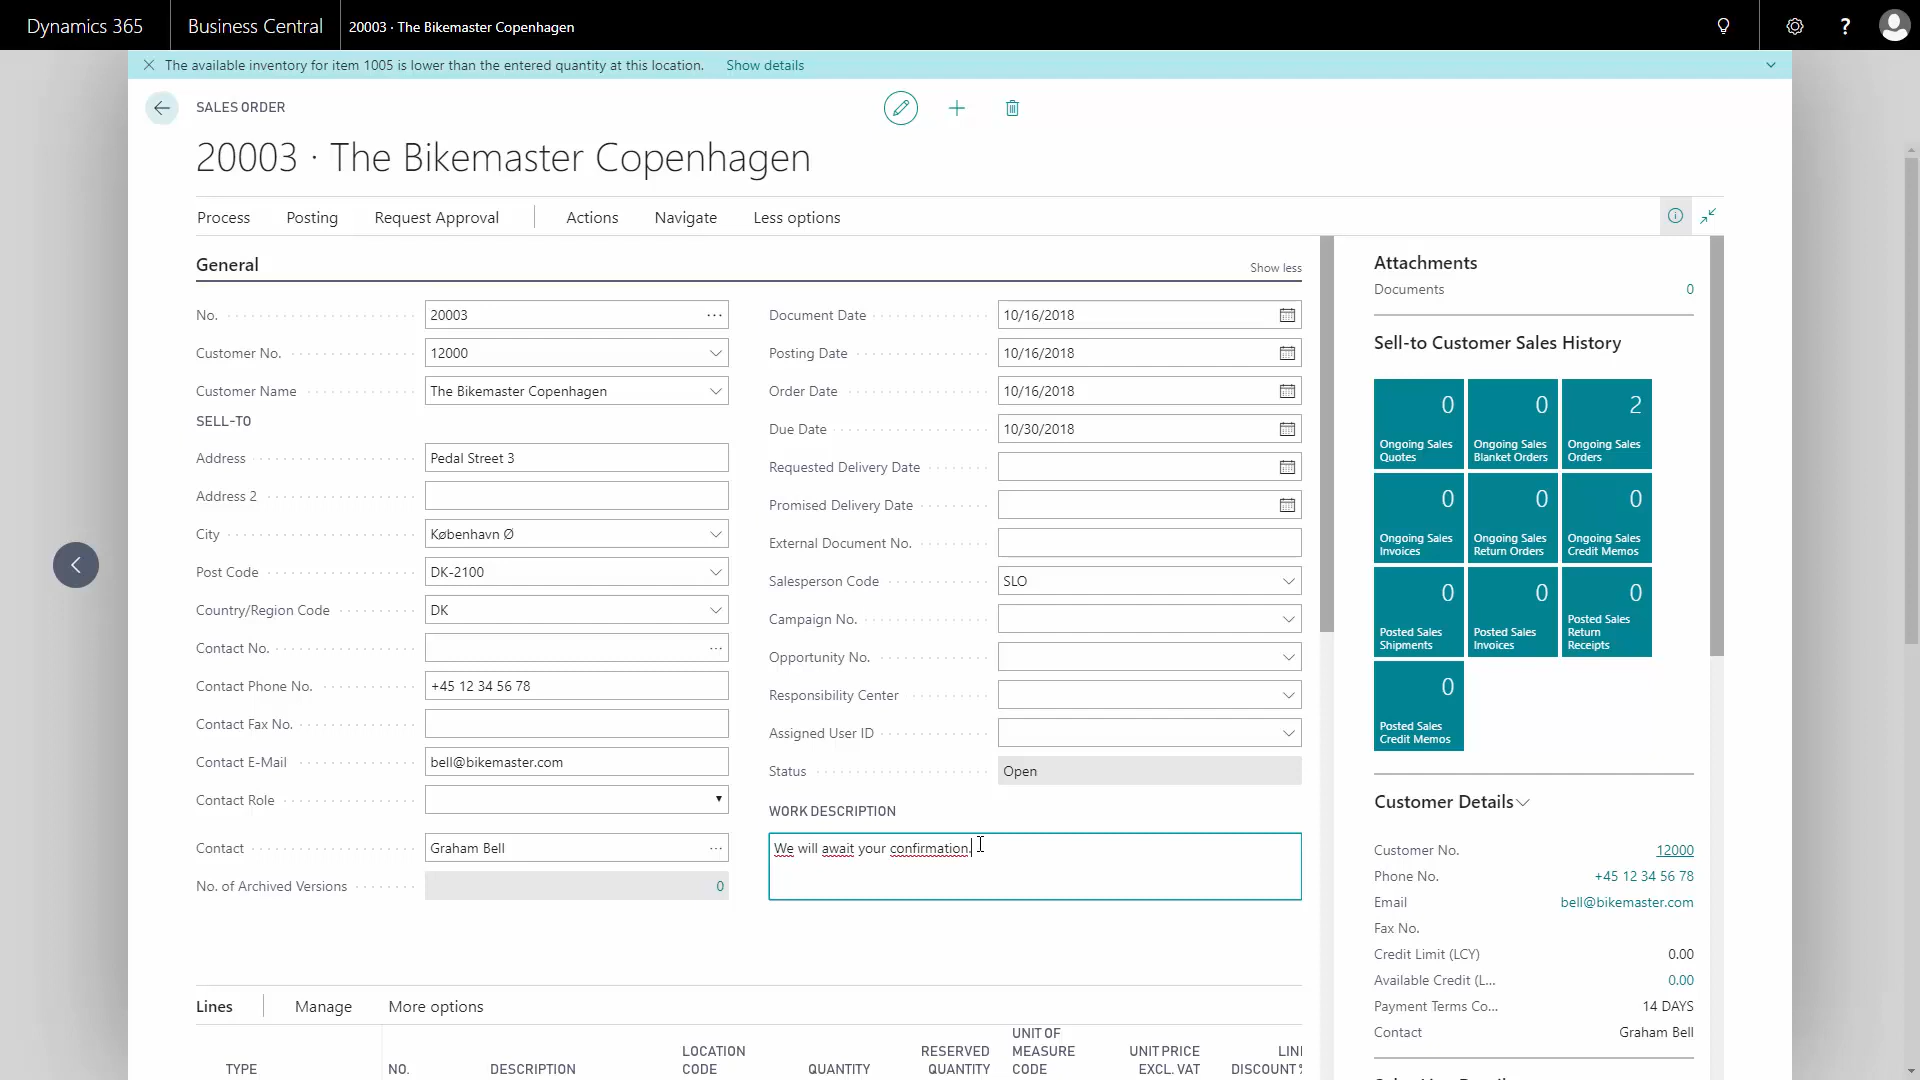 Dynamics 365 Business Central 20003 · The Bikemaster Copenhagen ?
The available inventory for item 1005 is lower than the entered quantity at this location. Show details
SALES ORDER
20003 · The Bikemaster Copenhagen
Process Posting Request Approval Actions Navigate Less options
General Show less
No. 20003
Customer No. 12000
Customer Name The Bikemaster Copenhagen
SELL-TO
Address Pedal Street 3
Address 2
City København Ø
Post Code DK-2100
Country/Region Code DK
Contact No.
Contact Phone No. +45 12 34 56 78
Contact Fax No.
Contact E-Mail bell@bikemaster.com
Contact Role
Contact Graham Bell
No. of Archived Versions 0
Document Date 10/16/2018
Posting Date 10/16/2018
Order Date 10/16/2018
Due Date 10/30/2018
Requested Delivery Date
Promised Delivery Date
External Document No.
Salesperson Code SLO
Campaign No.
Opportunity No.
Responsibility Center
Assigned User ID
Status Open
WORK DESCRIPTION
We will await your confirmation.
Lines Manage More options
TYPE
NO.
DESCRIPTION
LOCATION
CODE
QUANTITY
RESERVED
QUANTITY
UNIT OF
MEASURE
CODE
UNIT PRICE
EXCL. VAT
LINE
DISCOUNT %
Attachments
Documents 0
Sell-to Customer Sales History
0
Ongoing Sales
Quotes
0
Ongoing Sales
Blanket Orders
2
Ongoing Sales
Orders
0
Ongoing Sales
Invoices
0
Ongoing Sales
Return Orders
0
Ongoing Sales
Credit Memos
0
Posted Sales
Shipments
0
Posted Sales
Invoices
0
Posted Sales
Return
Receipts
0
Posted Sales
Credit Memos
Customer Details
Customer No. 12000
Phone No. +45 12 34 56 78
Email bell@bikemaster.com
Fax No.
Credit Limit (LCY) 0.00
Available Credit (L... 0.00
Payment Terms Co... 14 DAYS
Contact Graham Bell